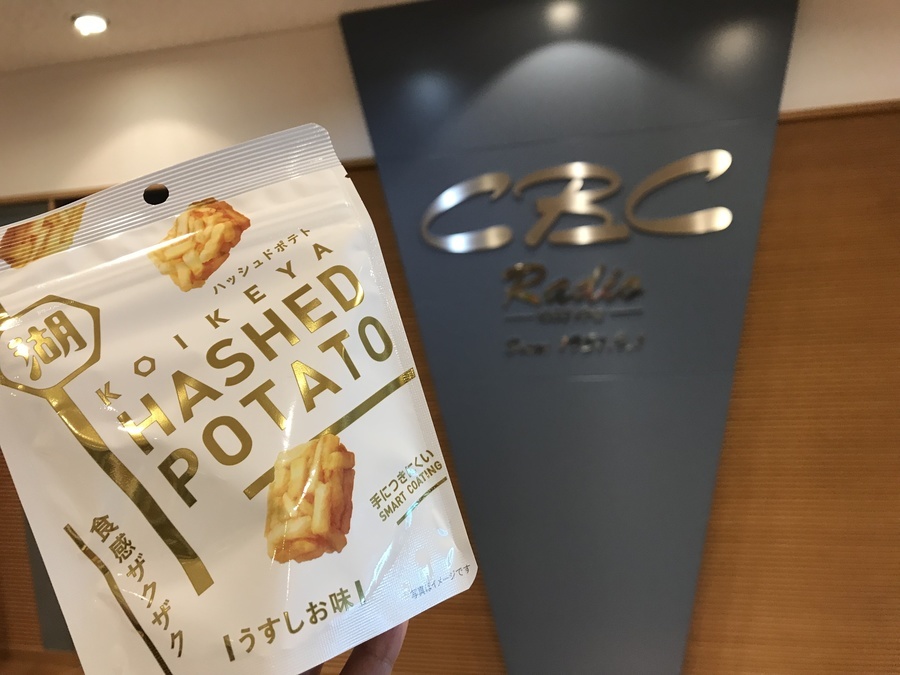 湖
ハッシュドポテト
KOIKEYA
HASHED
POTATO
手につきにくい
SMART COATING
食感ザクザク
うすしお味
写真はイメージです
CBC
Radio